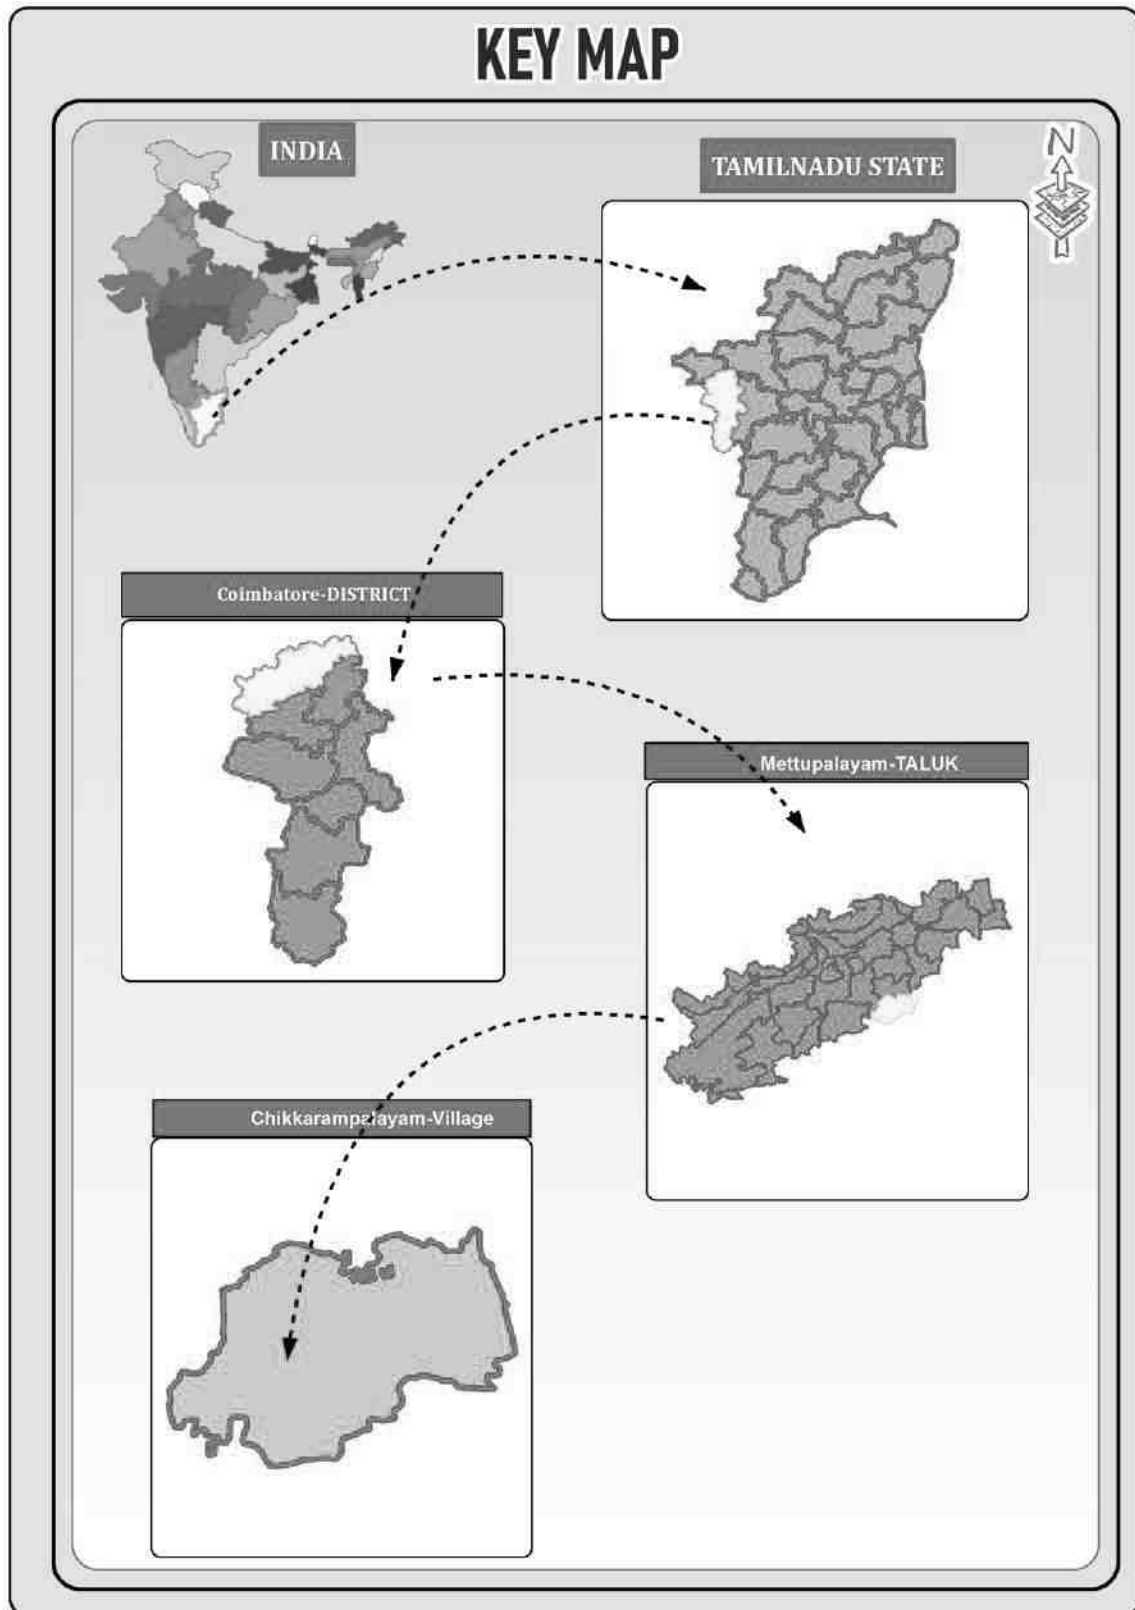 KEY MAP
INDIA
TAMILNADU STATE
N
Coimbatore-DISTRICT
Mettupalayam-TALUK
Chikkarampalayam-Village